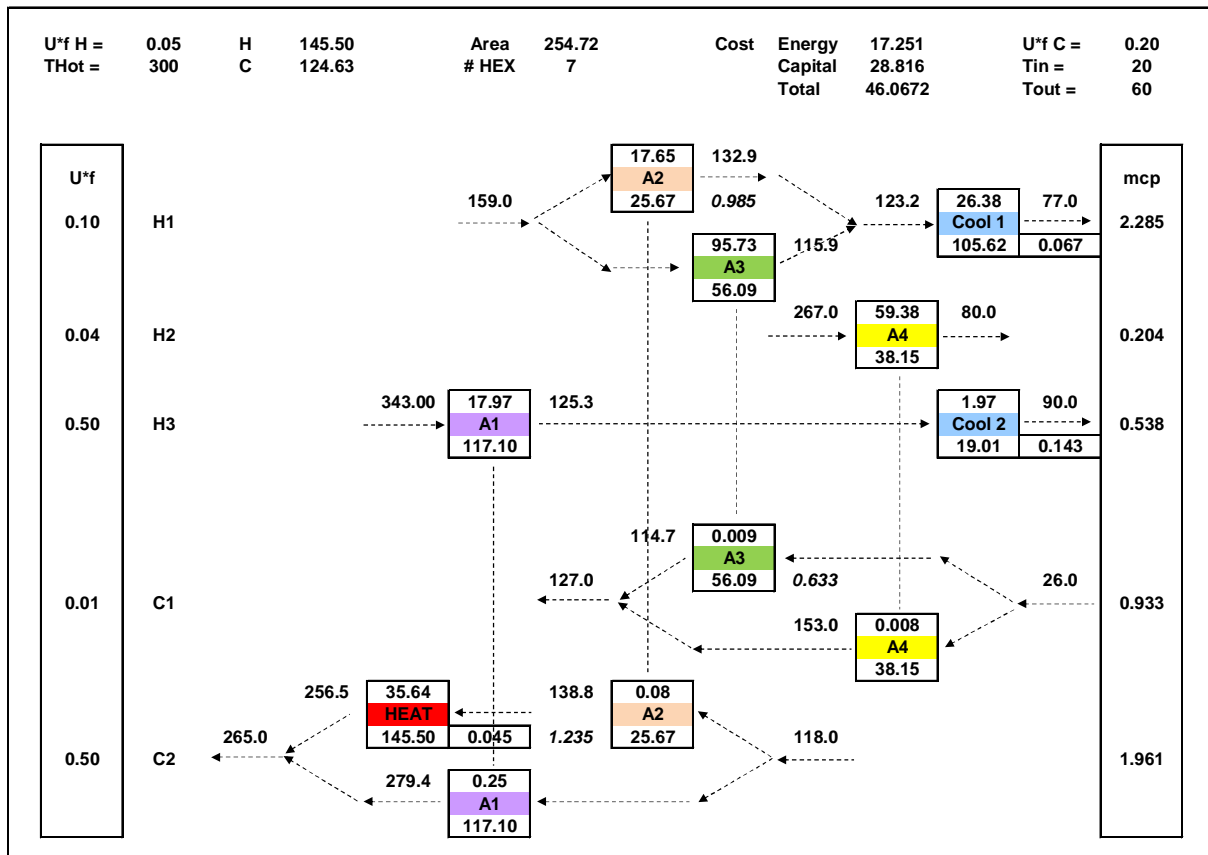 U*f H = 0.05 H 145.50 Area 254.72 Cost Energy 17.251 U*f C = 0.20
THot = 300 C 124.63 # HEX 7 Capital 28.816 Tin = 20
Total 46.0672 Tout = 60
17.65 132.9
U*f A2 mcp
159.0 25.67 0.985 123.2 26.38 77.0
0.10 H1 Cool 1 2.285
95.73 115.9 105.62 0.067
A3
56.09
267.0 59.38 80.0
0.04 H2 A4 0.204
38.15
343.00 17.97 125.3 1.97 90.0
0.50 H3 A1 Cool 2 0.538
117.10 19.01 0.143
114.7 0.009
A3
127.0 56.09 0.633 26.0
0.01 C1 0.933
153.0 0.008
A4
38.15
256.5 35.64 138.8 0.08
HEAT A2
265.0 145.50 0.045 1.235 25.67 118.0
0.50 C2 1.961
279.4 0.25
A1
117.10